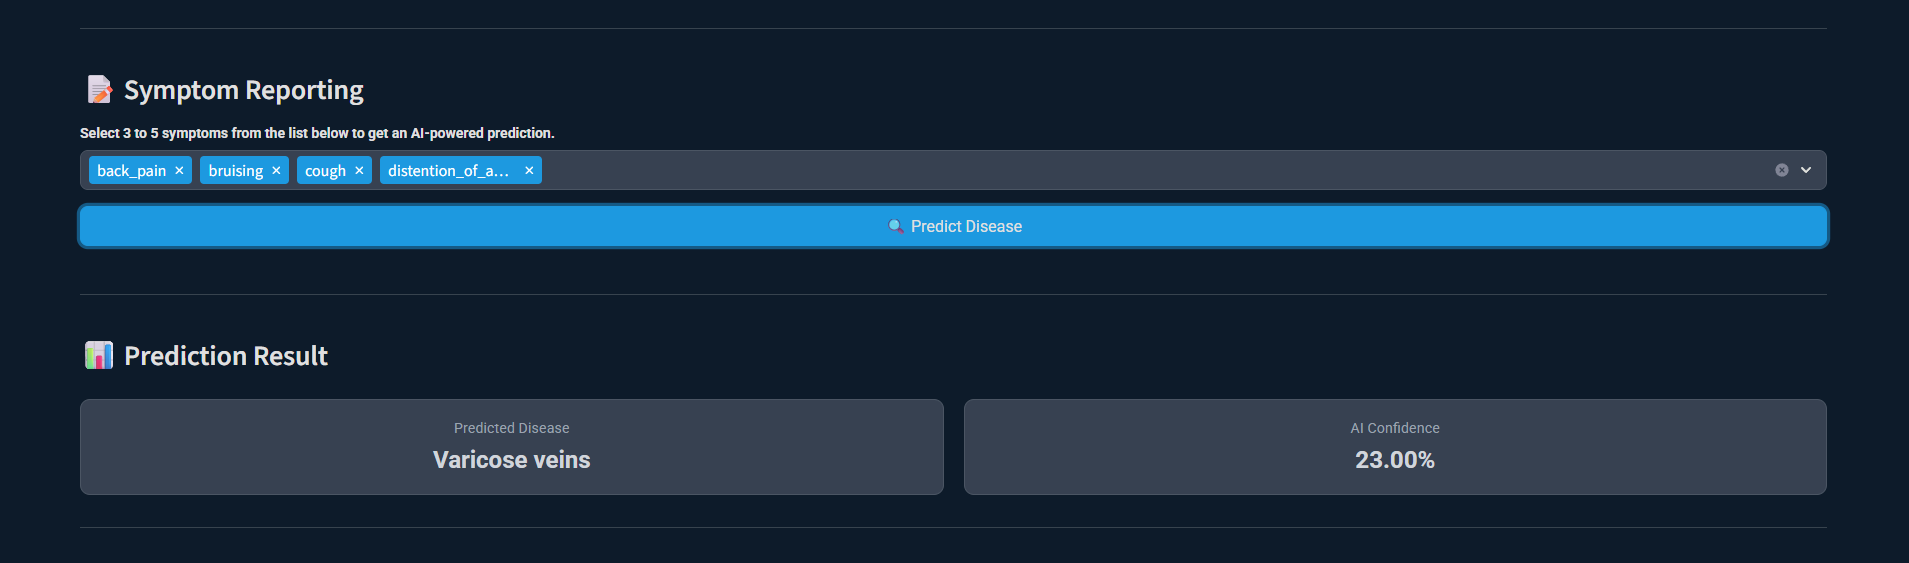 Symptom Reporting
Select 3 to 5 symptoms from the list below to get an AI-powered prediction.
back_pain × bruising × cough × distention_of_a... ×
Predict Disease
Prediction Result
Predicted Disease
Varicose veins
AI Confidence
23.00%